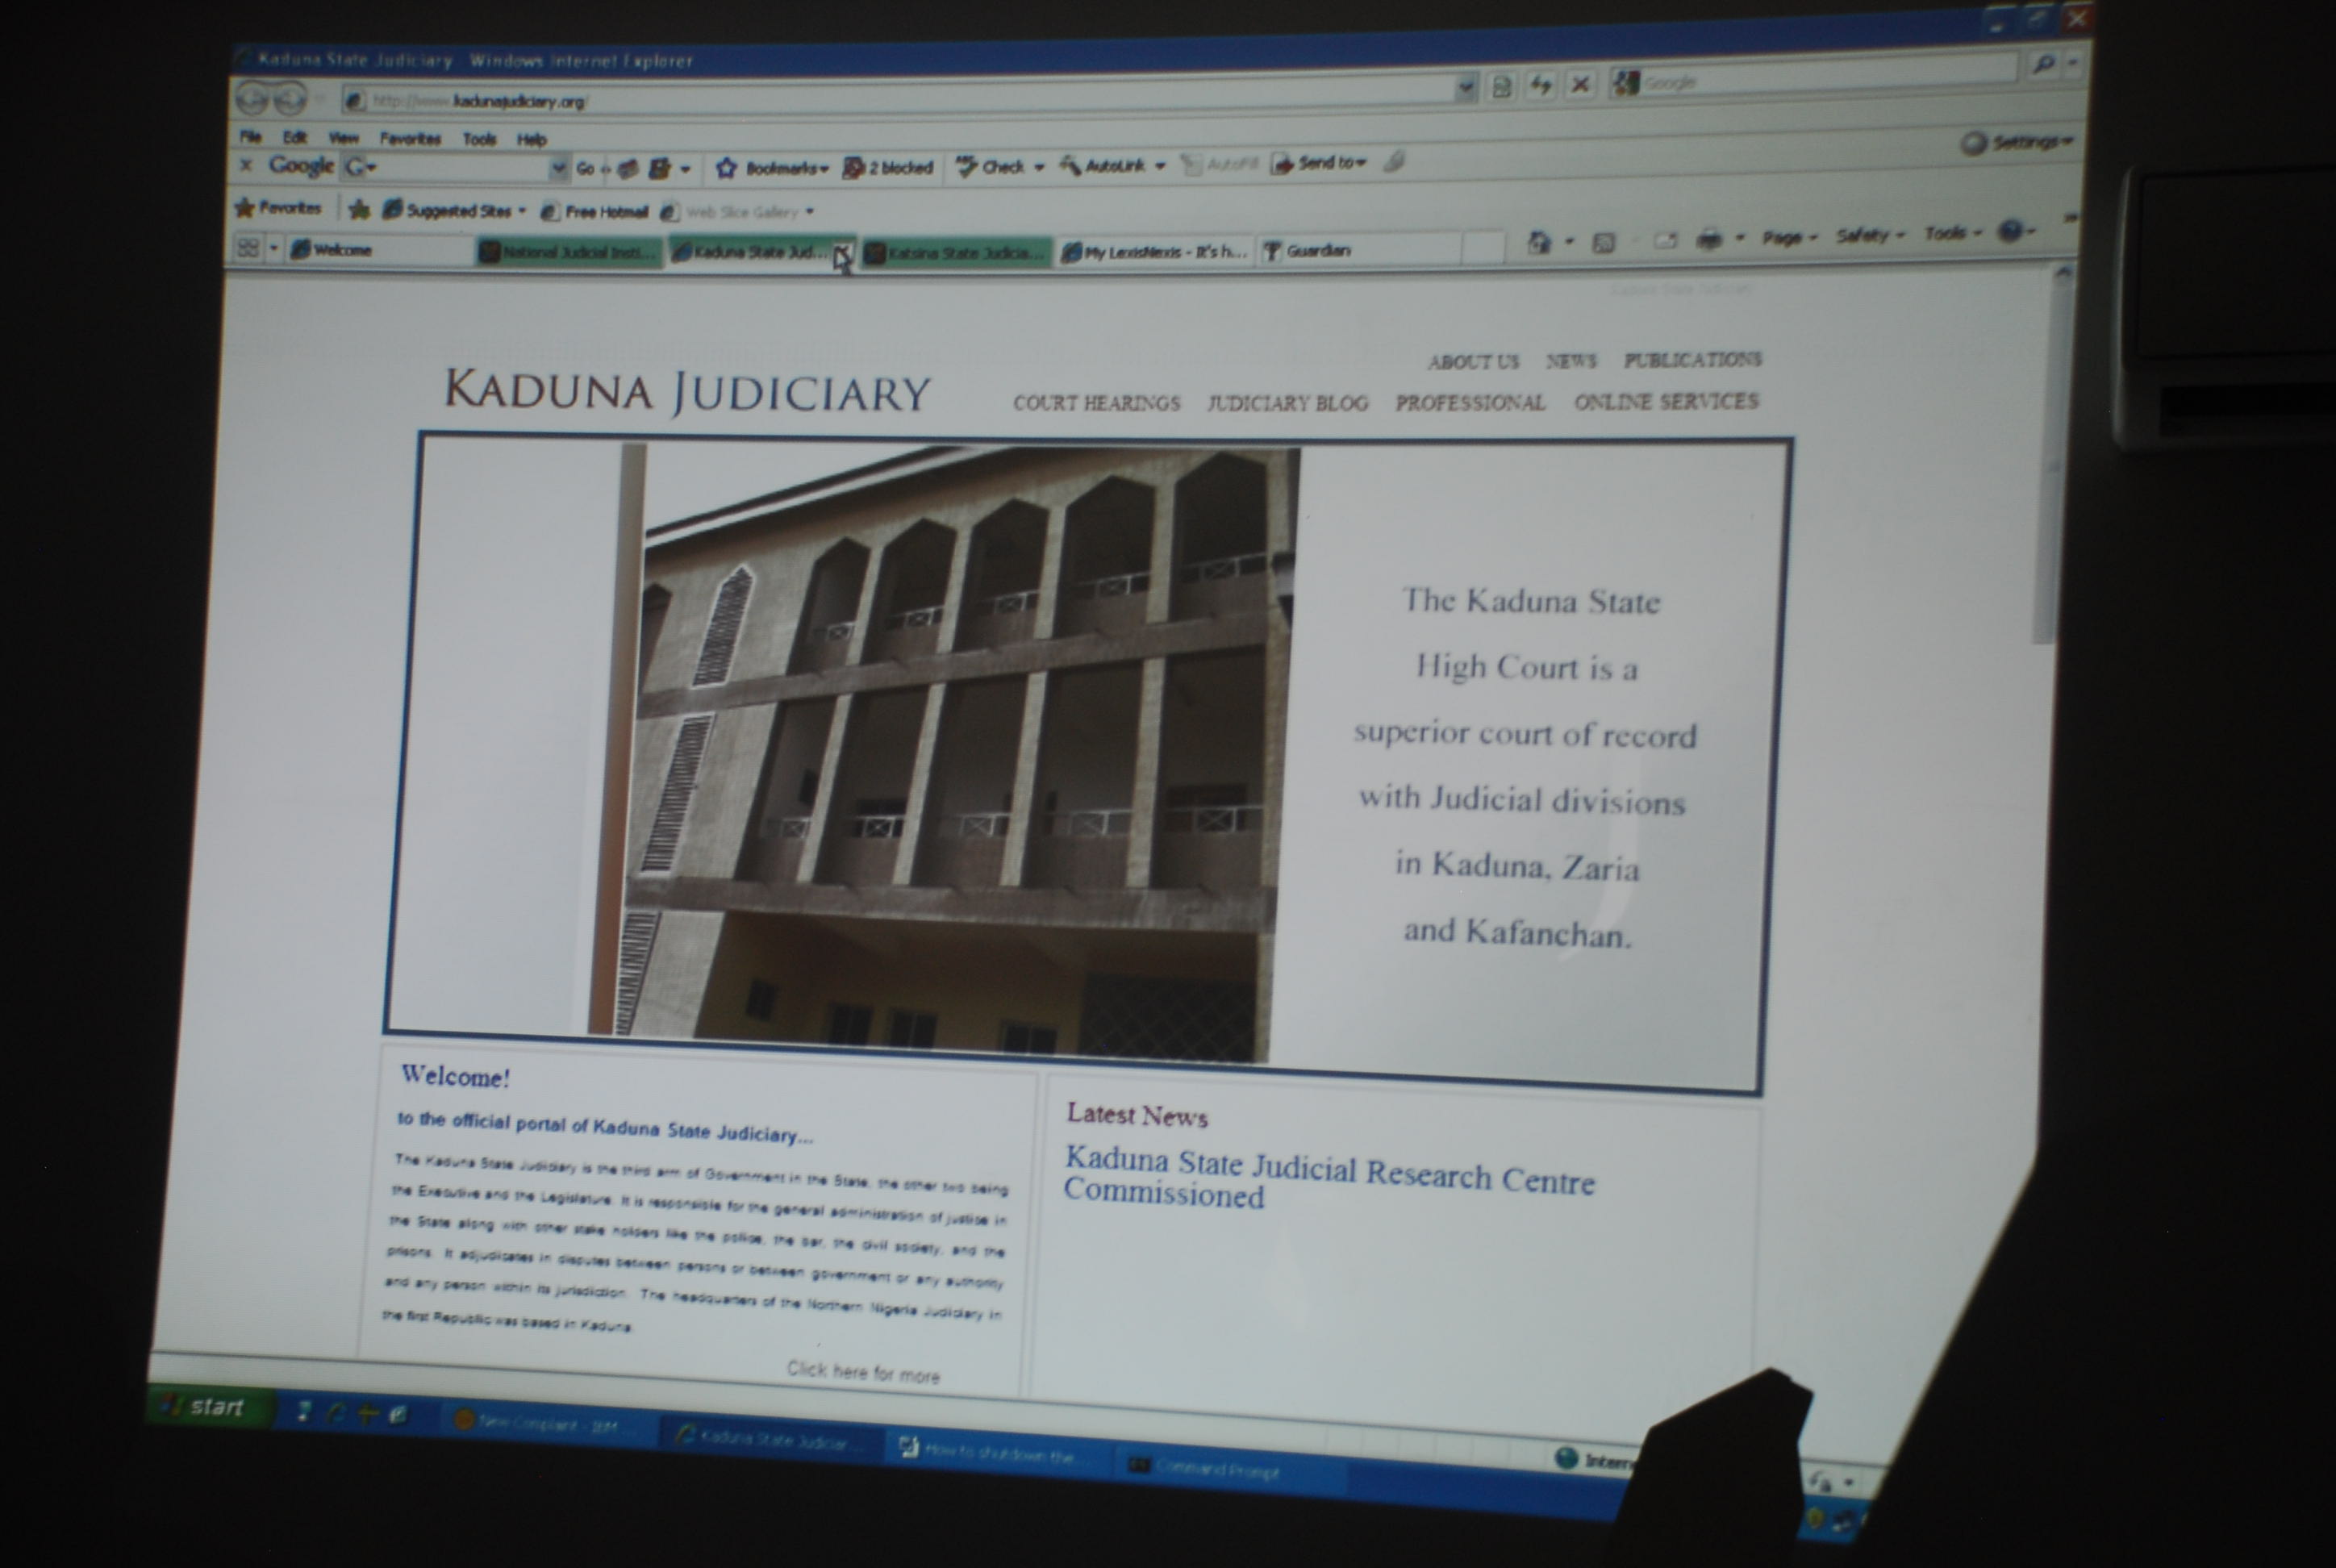 Kaduna State Judiciary - Windows Internet Explorer
http://www.kadunajudiciary.org/
Google
File Edit View Favorites Tools Help
Settings
x Google G Go Bookmarks 2 blocked Check AutoLink AutoFill Send to
Favorites Suggested Sites Free Hotmail Web Slice Gallery
Welcome National Judicial Insti... Kaduna State Jud... Katsina State Judicia... My LexisNexis - It's h... Guardian Page Safety Tools
ABOUT US NEWS PUBLICATIONS
KADUNA JUDICIARY
COURT HEARINGS JUDICIARY BLOG PROFESSIONAL ONLINE SERVICES
The Kaduna State
High Court is a
superior court of record
with Judicial divisions
in Kaduna, Zaria
and Kafanchan.
Welcome!
to the official portal of Kaduna State Judiciary...
The Kaduna State Judiciary is the third arm of Government in the State, the other two being
the Executive and the Legislature. It is responsible for the general administration of justice in
the State along with other stake holders like the police, the bar, the civil society, and the
prisons. It adjudicates in disputes between persons or between government or any authority
and any person within its jurisdiction. The headquarters of the Northern Nigeria Judiciary in
the first Republic was based in Kaduna.
Click here for more
Latest News
Kaduna State Judicial Research Centre
Commissioned
Intern
start New Complaint - IBM ... Kaduna State Judiciar... How to shutdown the Command Prompt